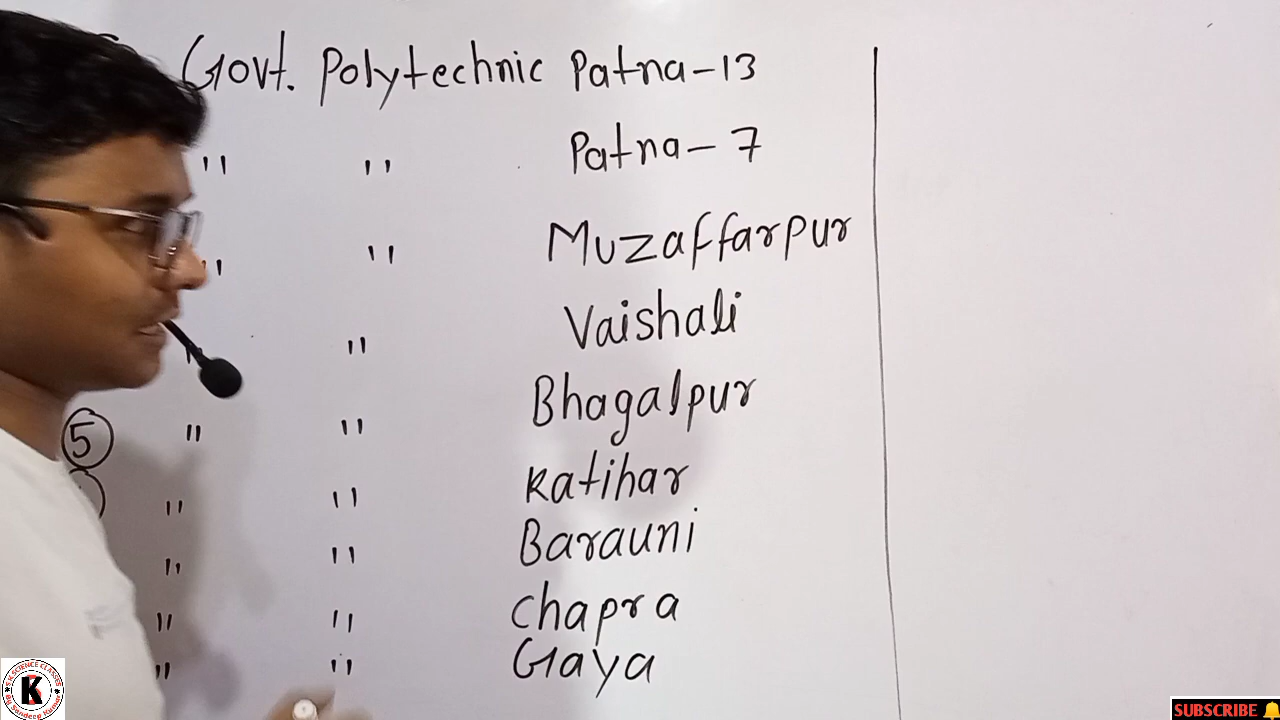 Govt. Polytechnic Patna-13
" " Patna-7
" " Muzaffarpur
" " Vaishali
5 " " Bhagalpur
" " Katihar
" " Barauni
" " Chapra
" " Gaya
K
SUBSCRIBE